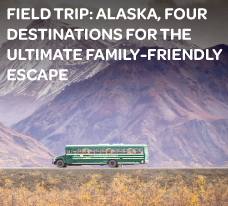 FIELD TRIP: ALASKA, FOUR
DESTINATIONS FOR THE
ULTIMATE FAMILY-FRIENDLY
ESCAPE